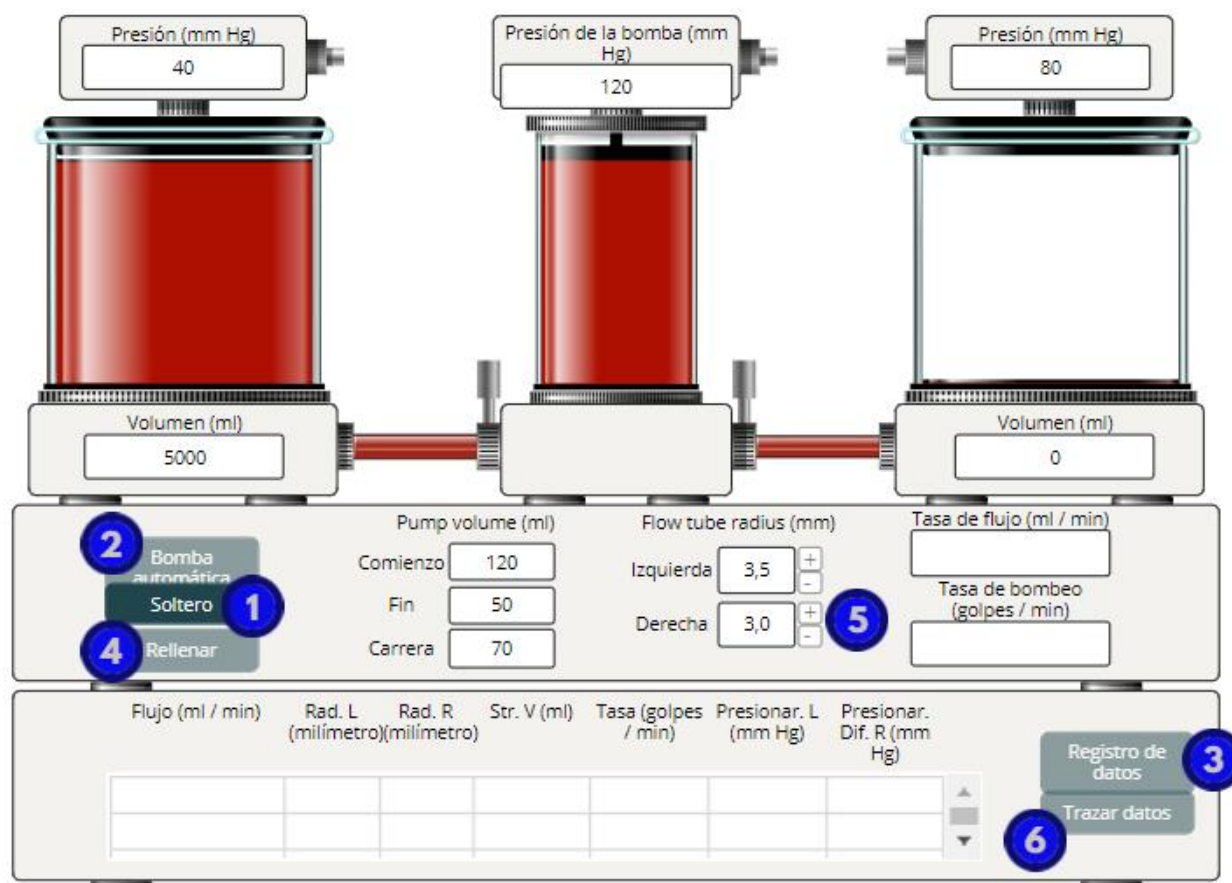 Presión (mm Hg)
40
Presión de la bomba (mm
Hg)
120
Presión (mm Hg)
80
Volumen (ml)
5000
Volumen (ml)
0
2
Bomba
automática
Soltero
1
4
Rellenar
Pump volume (ml)
Comienzo
120
Fin
50
Carrera
70
Flow tube radius (mm)
Izquierda
3,5
+
-
Derecha
3,0
+
-
5
Tasa de flujo (ml / min)
Tasa de bombeo
(golpes / min)
Flujo (ml / min)
Rad. L
(milímetro)
Rad. R
(milímetro)
Str. V (ml)
Tasa (golpes
/ min)
Presionar. L
(mm Hg)
Presionar.
Dif. R (mm
Hg)
Registro de
datos
3
Trazar datos
6